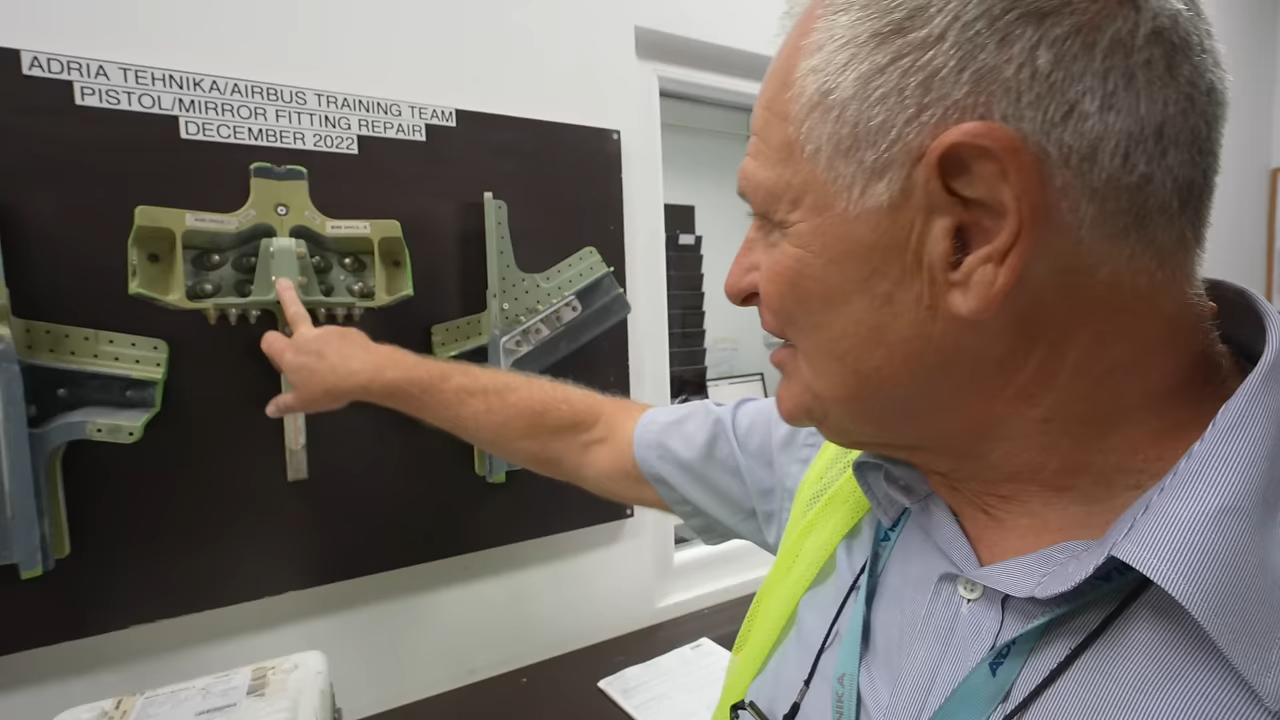 ADRIA TEHNIKA/AIRBUS TRAINING TEAM
PISTOL/MIRROR FITTING REPAIR
DECEMBER 2022